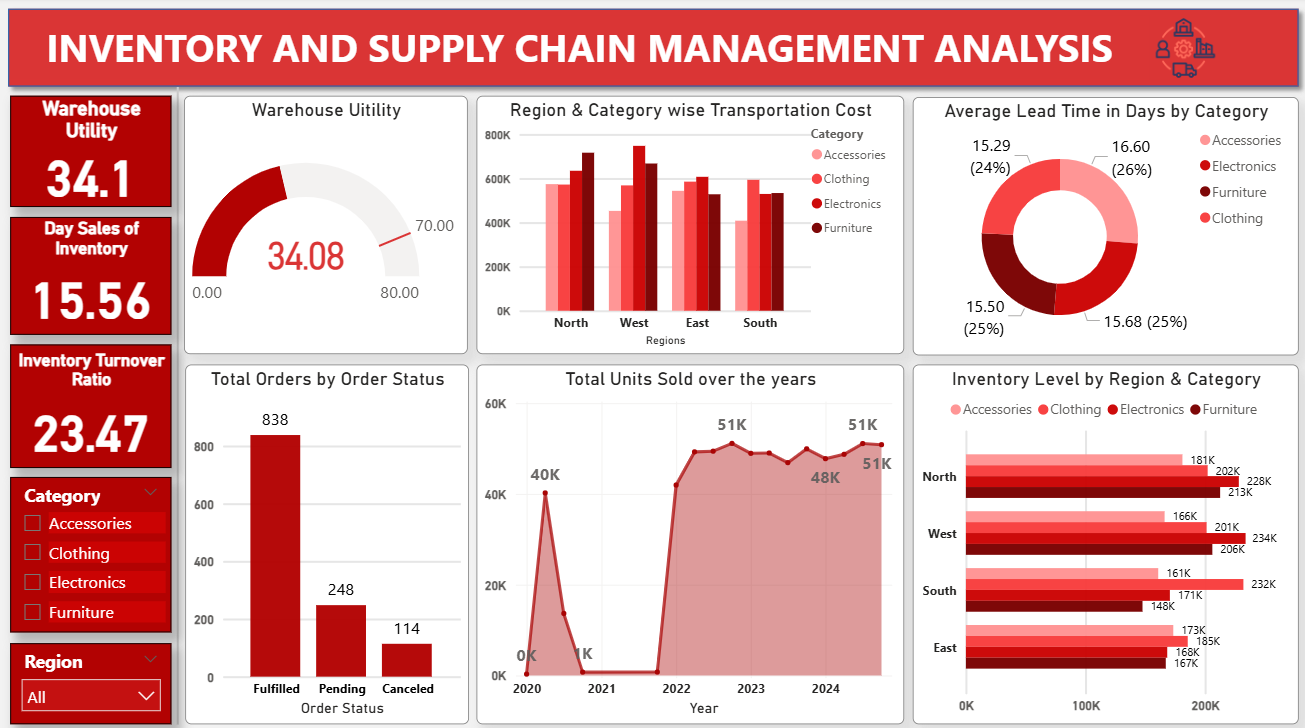 INVENTORY AND SUPPLY CHAIN MANAGEMENT ANALYSIS
Warehouse
Utility
34.1
Day Sales of
Inventory
15.56
Inventory Turnover
Ratio
23.47
Category
Accessories
Clothing
Electronics
Furniture
Region
All
Warehouse Uitility
34.08
0.00
70.00
80.00
Region & Category wise Transportation Cost
Category
Accessories
Clothing
Electronics
Furniture
800K
600K
400K
200K
0K
North West East South
Regions
Average Lead Time in Days by Category
15.29
(24%)
16.60
(26%)
15.50
(25%)
15.68 (25%)
Accessories
Electronics
Furniture
Clothing
Total Orders by Order Status
838
248
114
800
600
400
200
0
Fulfilled Pending Canceled
Order Status
Total Units Sold over the years
60K
40K
20K
0K
0K
40K
1K
51K
48K
51K
51K
2020 2021 2022 2023 2024
Year
Inventory Level by Region & Category
Accessories Clothing Electronics Furniture
North
181K
202K
228K
213K
West
166K
201K
234K
206K
South
161K
232K
171K
148K
East
173K
185K
168K
167K
0K 100K 200K